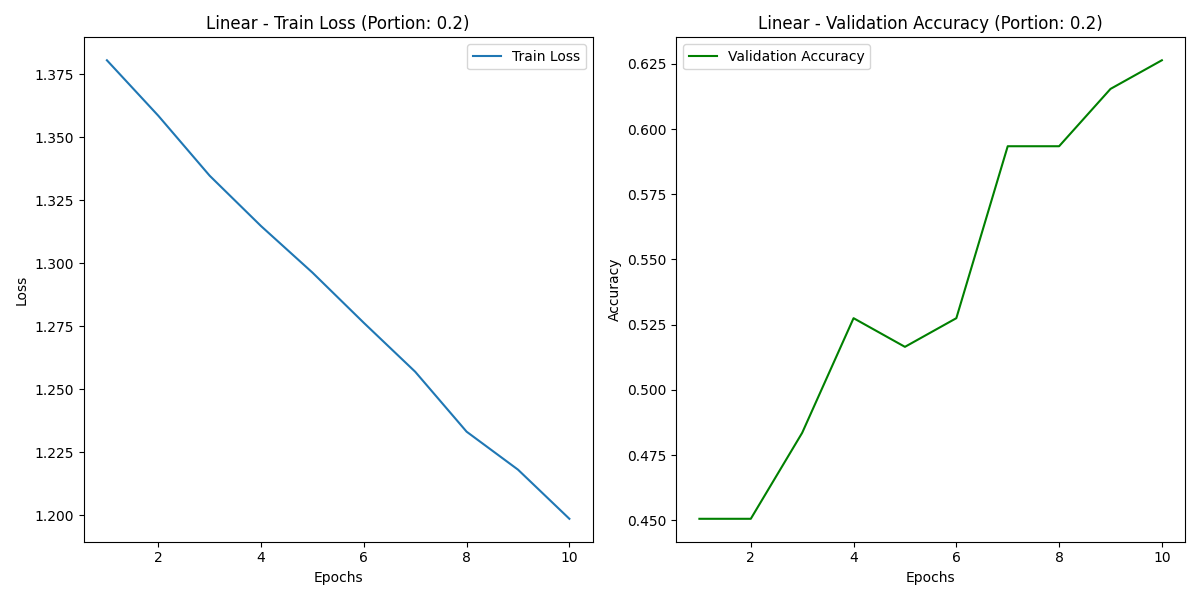 Linear - Train Loss (Portion: 0.2)
Train Loss
1.375
1.350
1.325
1.300
1.275
1.250
1.225
1.200
Loss
2 4 6 8 10
Epochs
Linear - Validation Accuracy (Portion: 0.2)
Validation Accuracy
0.625
0.600
0.575
0.550
0.525
0.500
0.475
0.450
Accuracy
2 4 6 8 10
Epochs